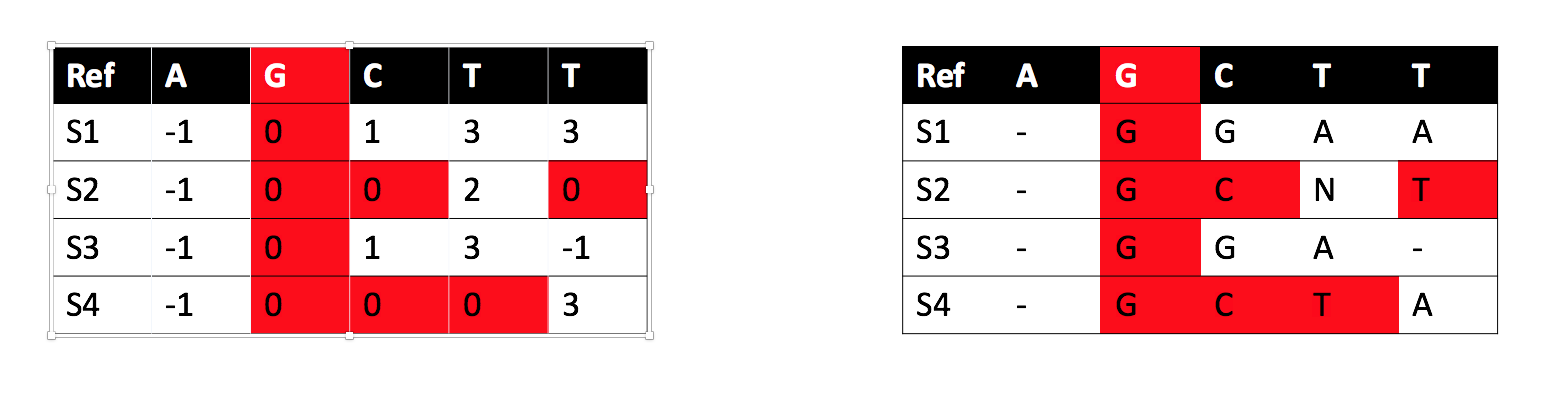 Ref A G C T T
S1 -1 0 1 3 3
S2 -1 0 0 2 0
S3 -1 0 1 3 -1
S4 -1 0 0 0 3
Ref A G C T T
S1 - G G A A
S2 - G C N T
S3 - G G A -
S4 - G C T A